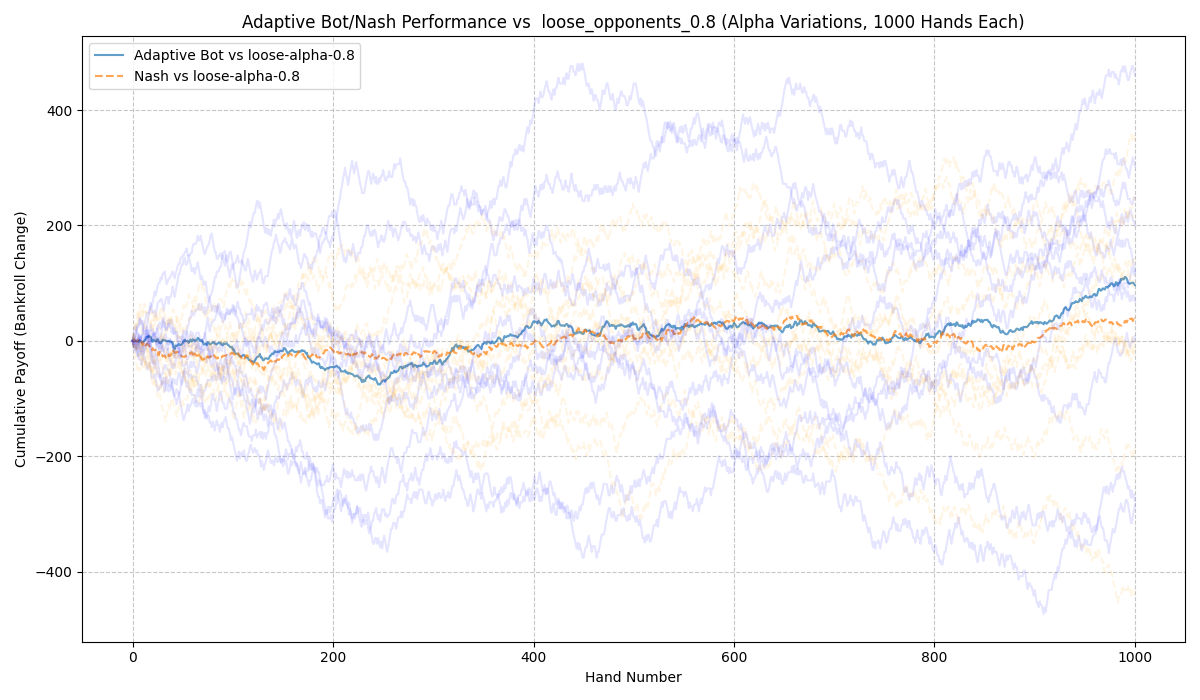 Adaptive Bot/Nash Performance vs  loose_opponents_0.8 (Alpha Variations, 1000 Hands Each)
Adaptive Bot vs loose-alpha-0.8
Nash vs loose-alpha-0.8
Cumulative Payoff (Bankroll Change)
400
200
0
−200
−400
0
200
400
600
800
1000
Hand Number